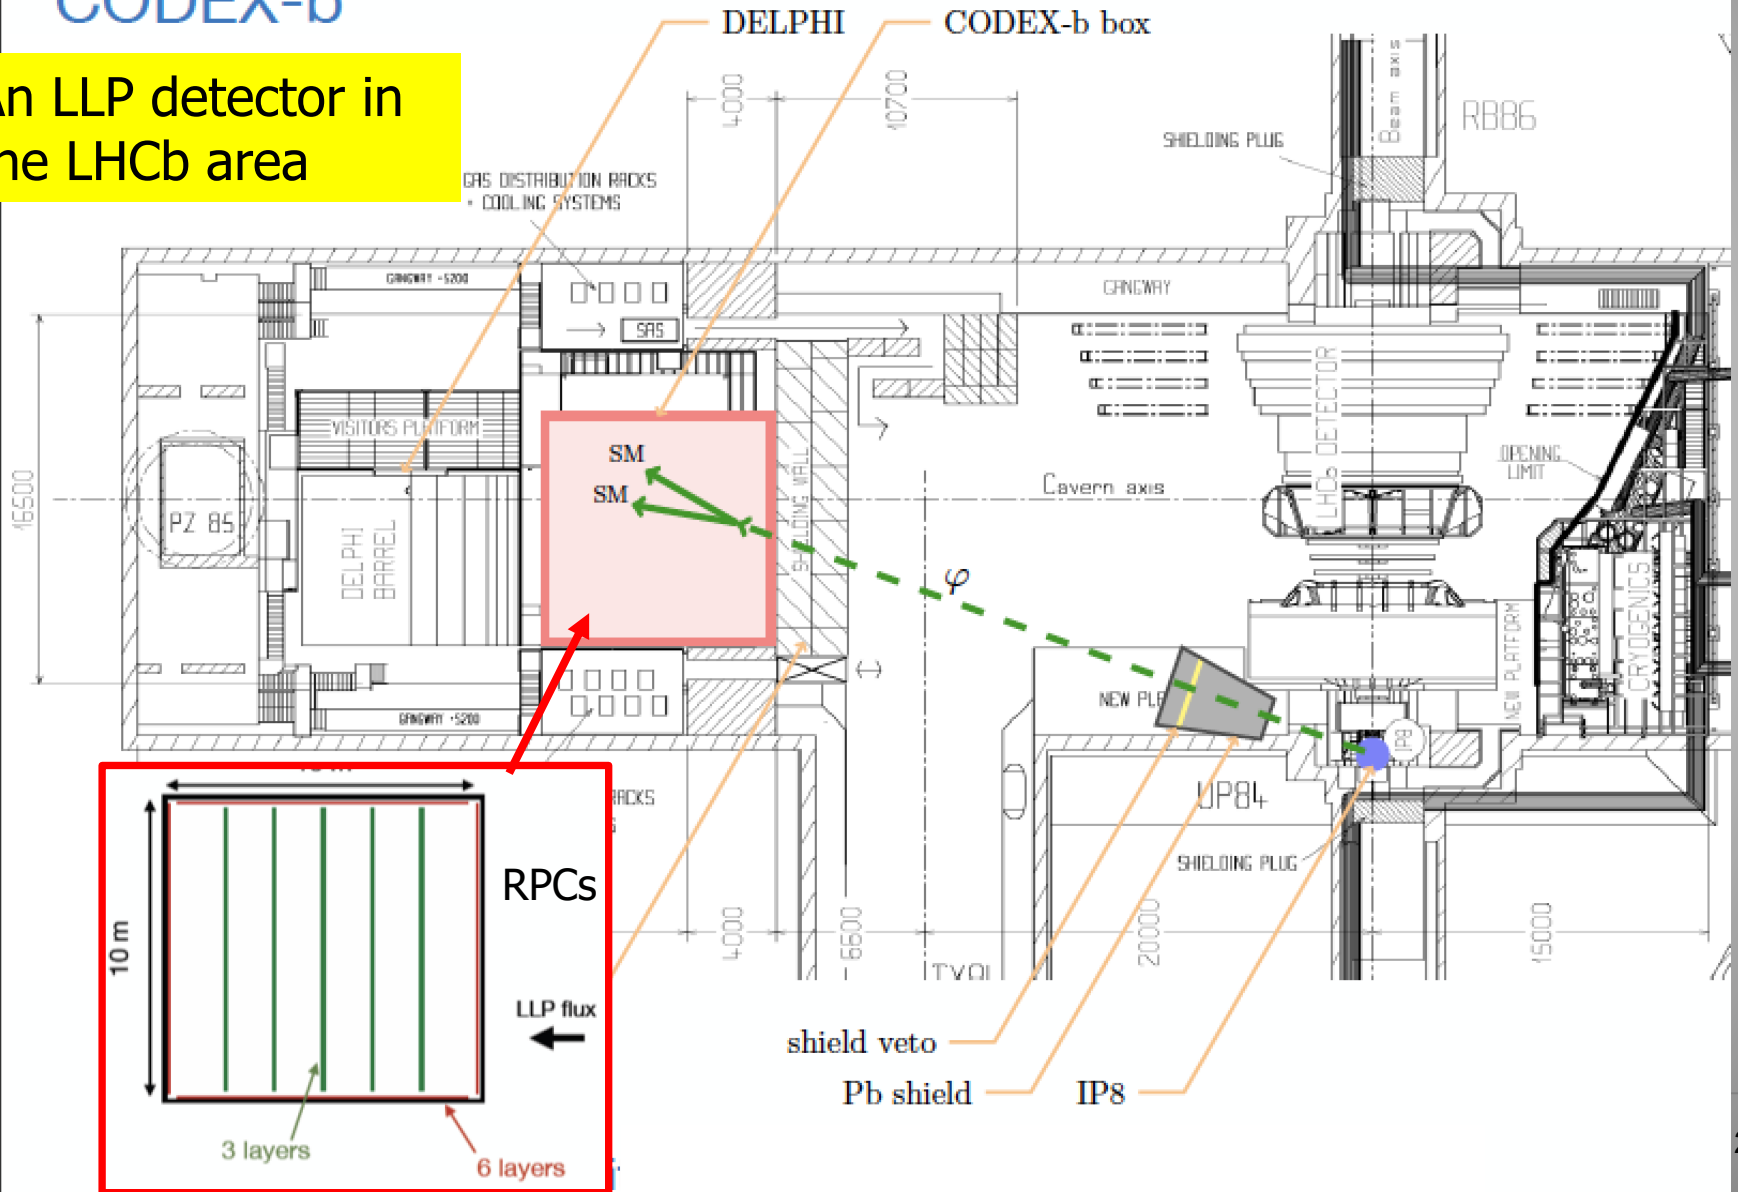 CODEX-b
An LLP detector in
the LHCb area
DELPHI
CODEX-b box
4000
10700
Beam axis
RB86
SHIELDING PLUG
GAS DISTRIBUTION RACKS
+ COOLING SYSTEMS
GANGWAY -5200
SAS
GANGWAY
16500
VISITORS PLATFORM
SM
SM
SHIELDING WALL
Cavern axis
LHCb DETECTOR
OPENING
LIMIT
PZ 85
DELPHI
BARREL
φ
CRYOGENICS
NEW PLATFORM
NEW PL
IP8
GANGWAY -5200
UP84
RACKS
SHIELDING PLUG
10 m
RPCs
LLP flux
3 layers
6 layers
4000
6600
20000
15000
shield veto
Pb shield
IP8